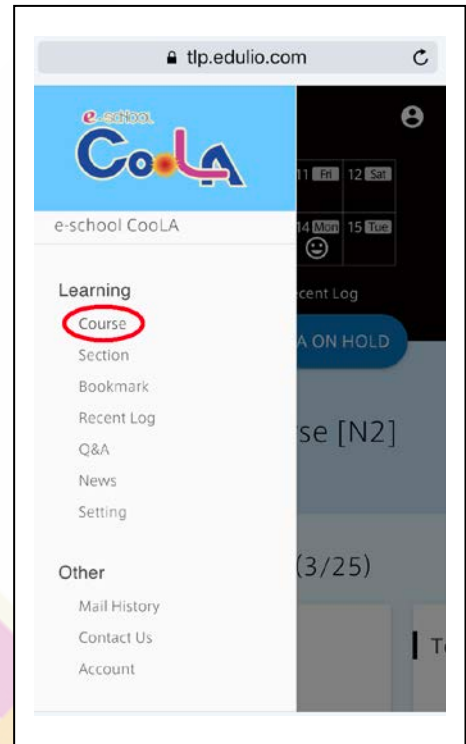 tlp.edulio.com
e-school
CooLA
11 Fri 12 Sat
e-school CooLA
14 Mon 15 Tue
Learning
ecent Log
Course
A ON HOLD
Section
Bookmark
Recent Log
se [N2]
Q&A
News
Setting
Other
(3/25)
Mail History
Contact Us
Account